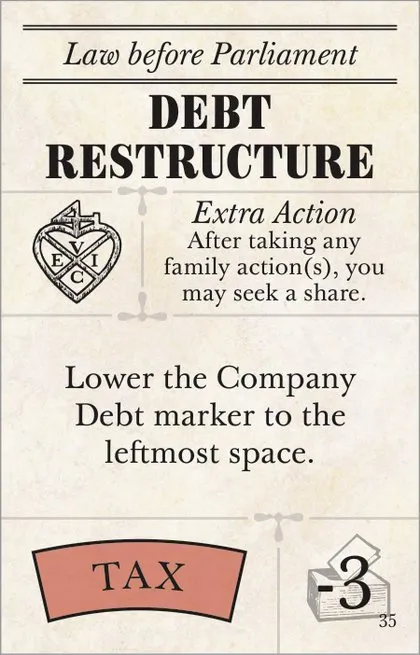 Law before Parliament
DEBT
RESTRUCTURE
V
E I
C
Extra Action
After taking any
family action(s), you
may seek a share.
Lower the Company
Debt marker to the
leftmost space.
TAX
-3
35